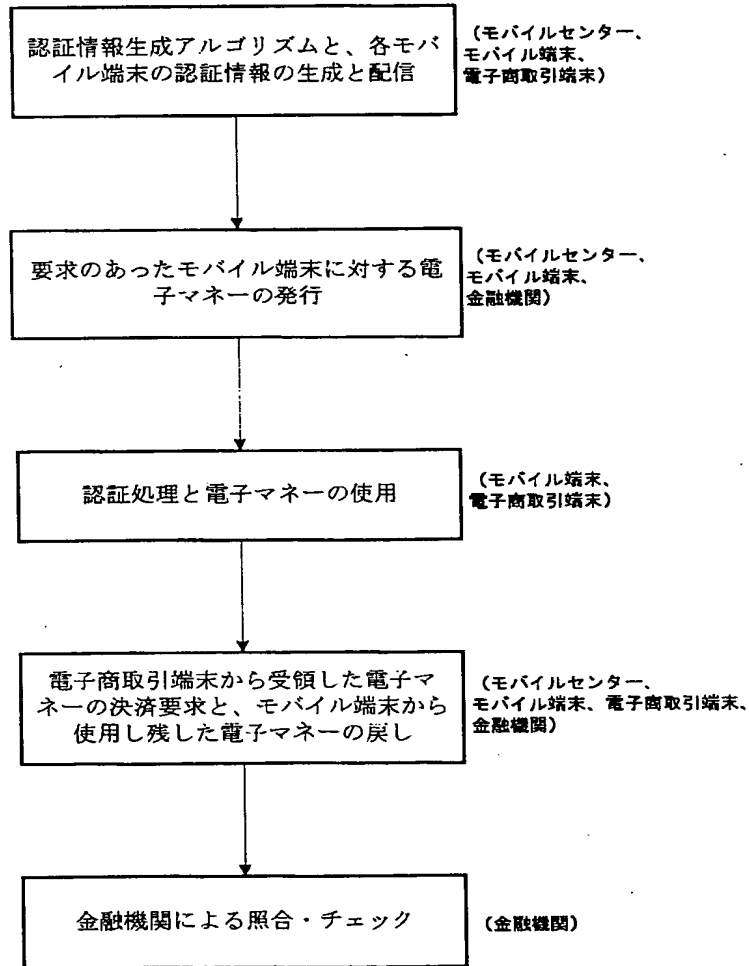 認証情報生成アルゴリズムと、各モバ
イル端末の認証情報の生成と配信
(モバイルセンター、
モバイル端末、
電子商取引端末)
要求のあったモバイル端末に対する電
子マネーの発行
(モバイルセンター、
モバイル端末、
金融機関)
認証処理と電子マネーの使用
(モバイル端末、
電子商取引端末)
電子商取引端末から受領した電子マ
ネーの決済要求と、モバイル端末から
使用し残した電子マネーの戻し
(モバイルセンター、
モバイル端末、電子商取引端末、
金融機関)
金融機関による照合・チェック
(金融機関)